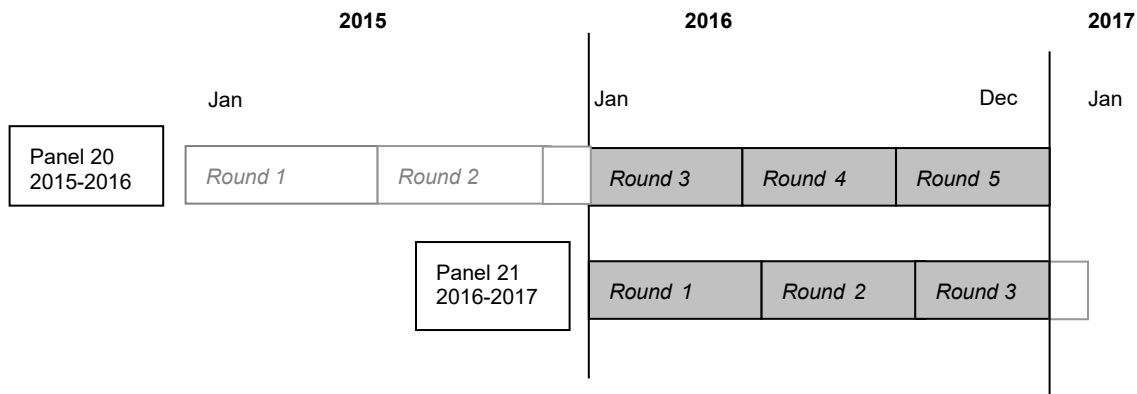 2015 2016 2017
Jan Jan Dec Jan
Panel 20
2015-2016
Round 1 Round 2 Round 3 Round 4 Round 5
Panel 21
2016-2017
Round 1 Round 2 Round 3